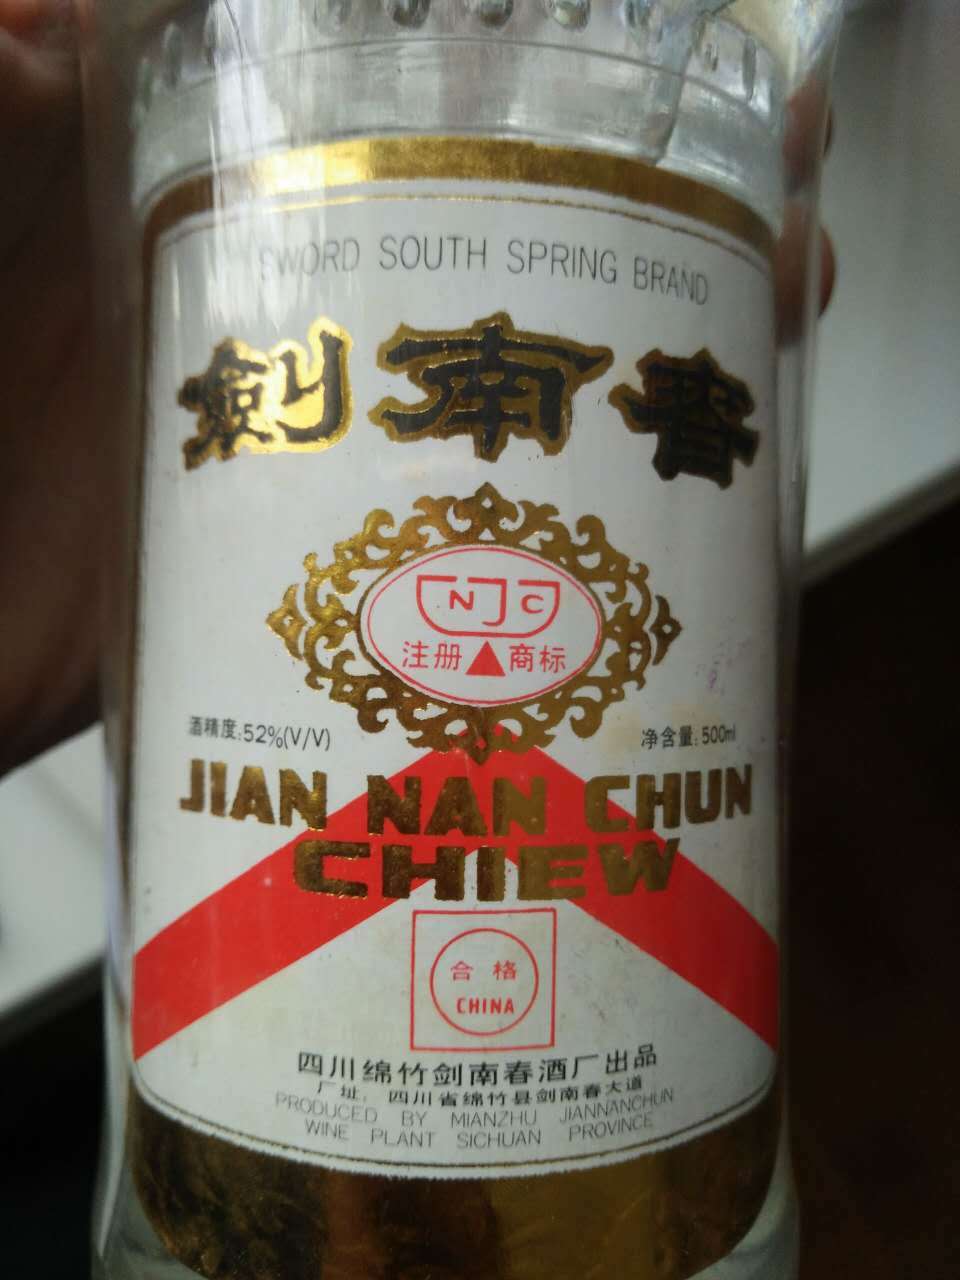 SWORD SOUTH SPRING BRAND
劍南春
NJC
注册▲商标
酒精度:52%(V/V)
净含量:500ml
JIAN NAN CHUN
CHIEW
合格
CHINA
四川绵竹剑南春酒厂出品
厂址:四川省绵竹县剑南春大道
PRODUCED BY MIANZHU JIANNANCHUN
WINE PLANT SICHUAN PROVINCE